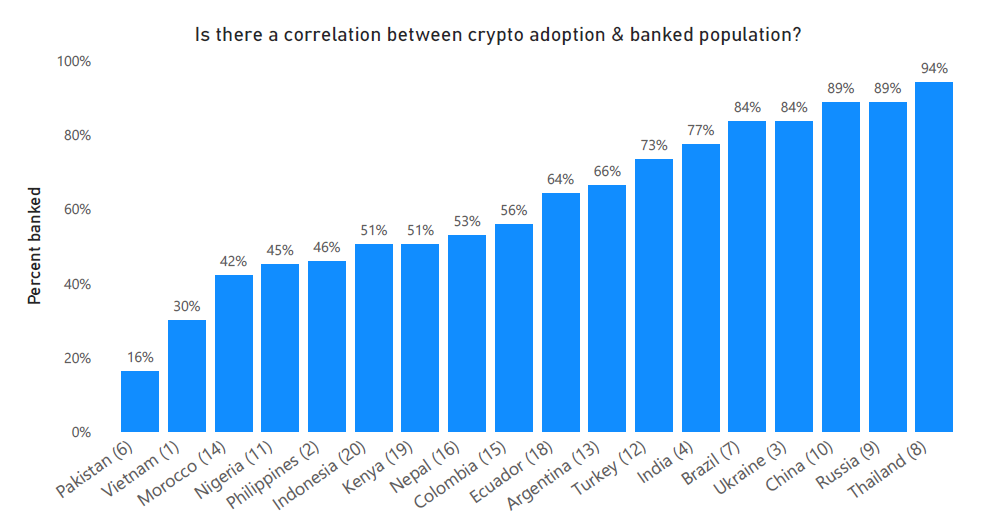 Is there a correlation between crypto adoption & banked population?
Percent banked
100%
80%
60%
40%
20%
0%
16%
30%
42%
45%
46%
51%
51%
53%
56%
64%
66%
73%
77%
84%
84%
89%
89%
94%
Pakistan (6)
Vietnam (1)
Morocco (14)
Nigeria (11)
Philippines (2)
Indonesia (20)
Kenya (19)
Nepal (16)
Colombia (15)
Ecuador (18)
Argentina (13)
Turkey (12)
India (4)
Brazil (7)
Ukraine (3)
China (10)
Russia (9)
Thailand (8)